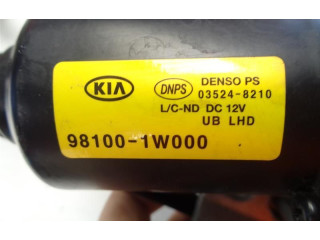 KIA
DNPS
DENSO PS
03524-8210
L/C-ND DC 12V
UB LHD
98100-1W000